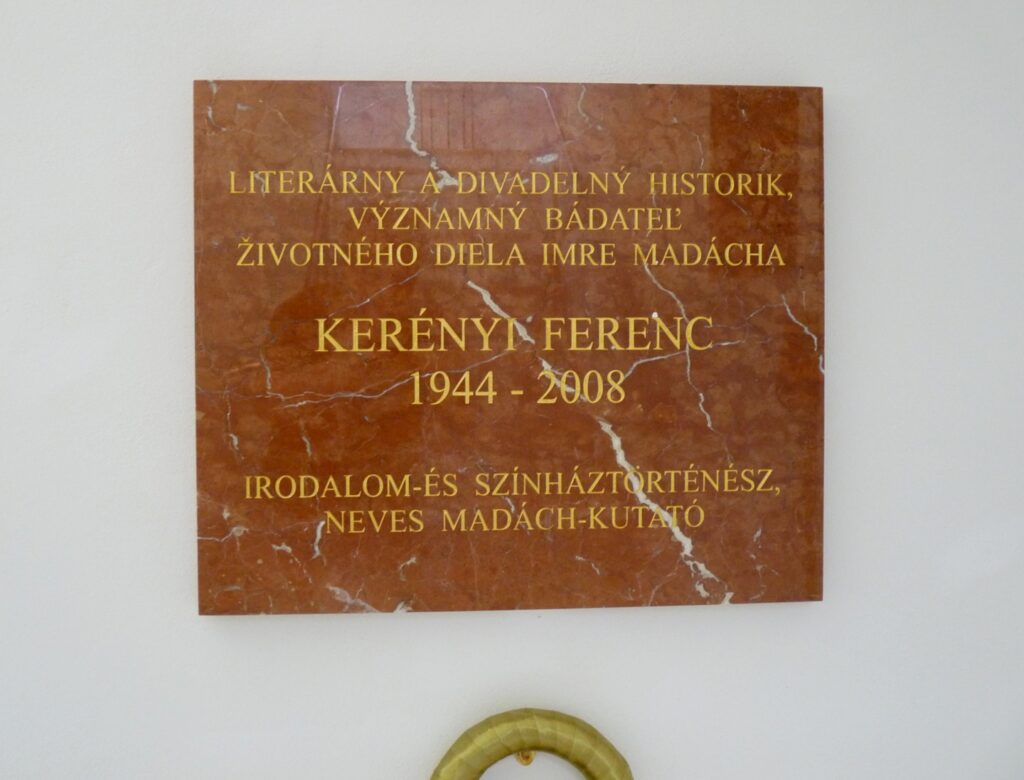 LITERÁRNY A DIVADELNÝ HISTORIK,
VÝZNAMNÝ BÁDATEĽ
ŽIVOTNÉHO DIELA IMRE MADÁCHA
KERÉNYI FERENC
1944 - 2008
IRODALOM-ÉS SZÍNHÁZTÖRTÉNÉSZ,
NEVES MADÁCH-KUTATÓ